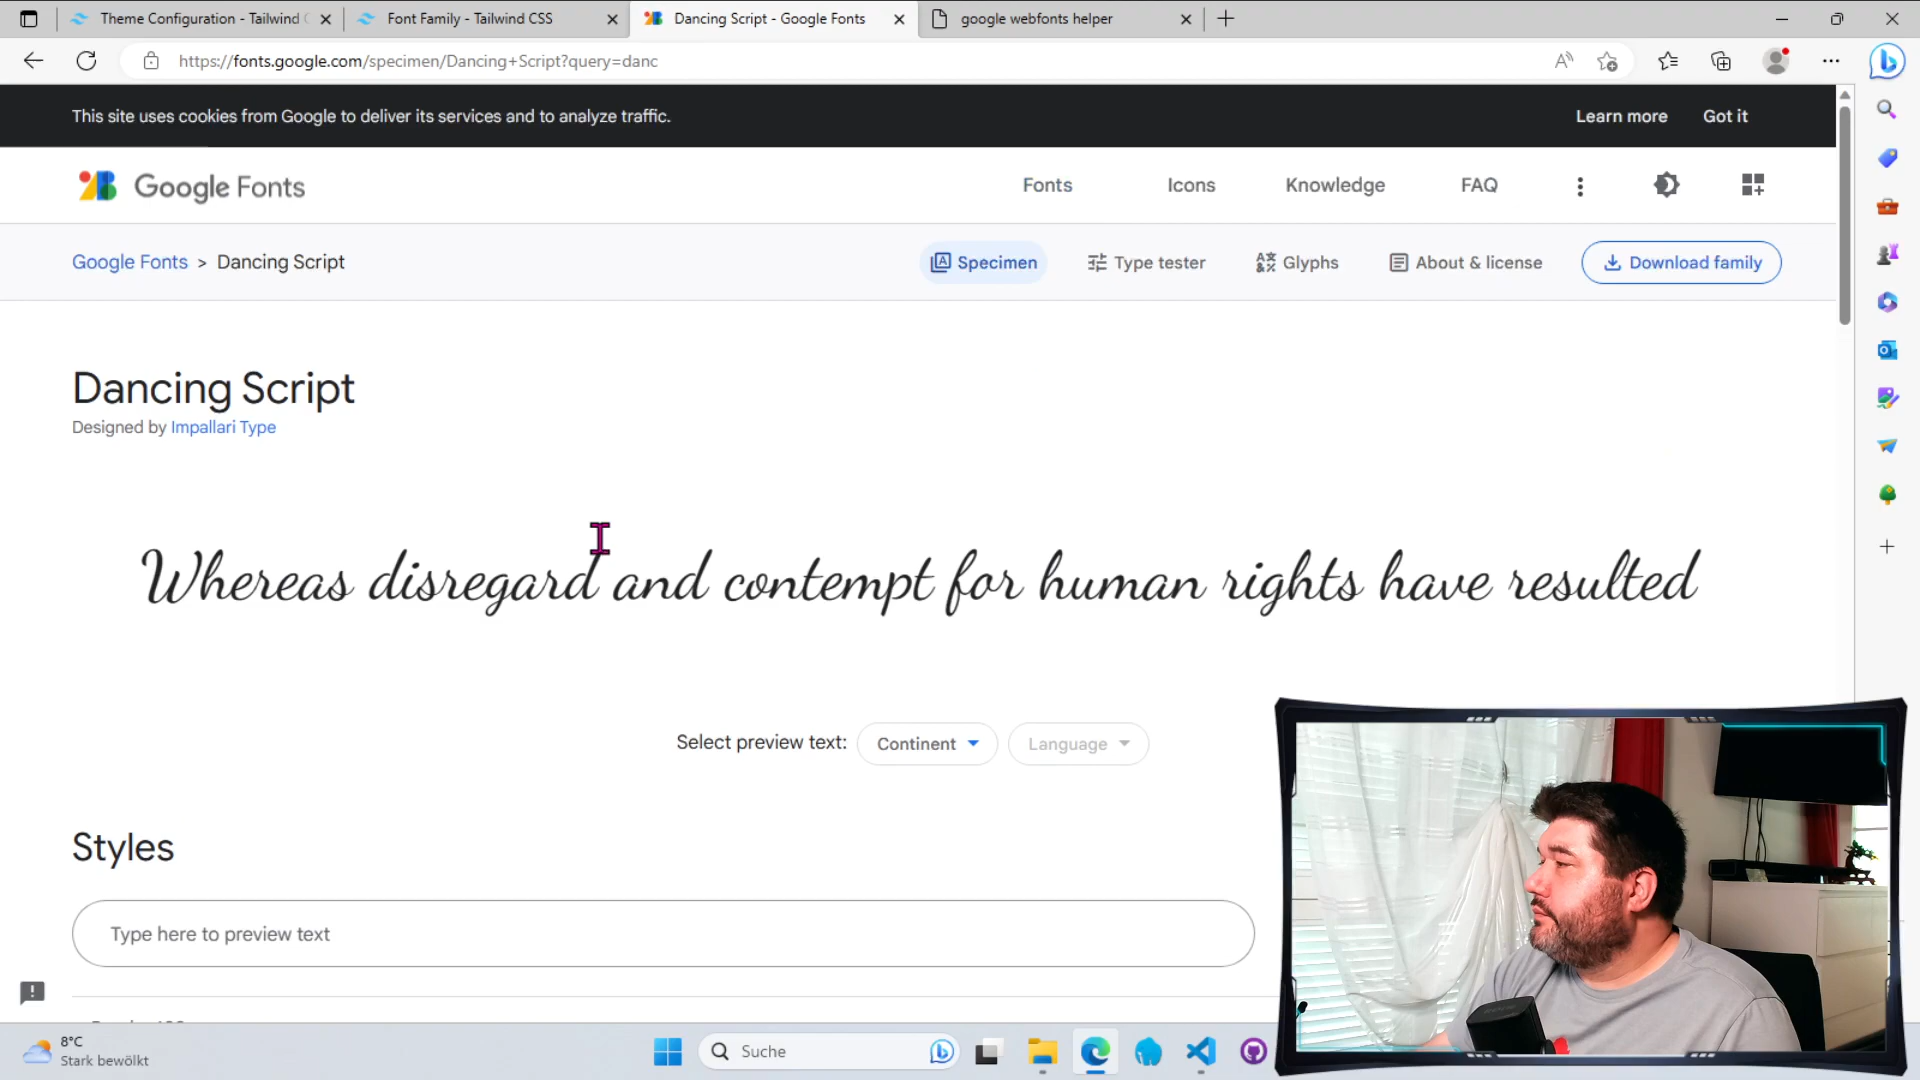 Theme Configuration - Tailwind C
Font Family - Tailwind CSS
Dancing Script - Google Fonts
google webfonts helper
https://fonts.google.com/specimen/Dancing+Script?query=danc
This site uses cookies from Google to deliver its services and to analyze traffic.
Learn more
Got it
Google Fonts
Fonts
Icons
Knowledge
FAQ
Google Fonts > Dancing Script
Specimen
Type tester
Glyphs
About & license
Download family
Dancing Script
Designed by Impallari Type
Whereas disregard and contempt for human rights have resulted
Select preview text:
Continent
Language
Styles
Type here to preview text
8°C
Stark bewölkt
Suche